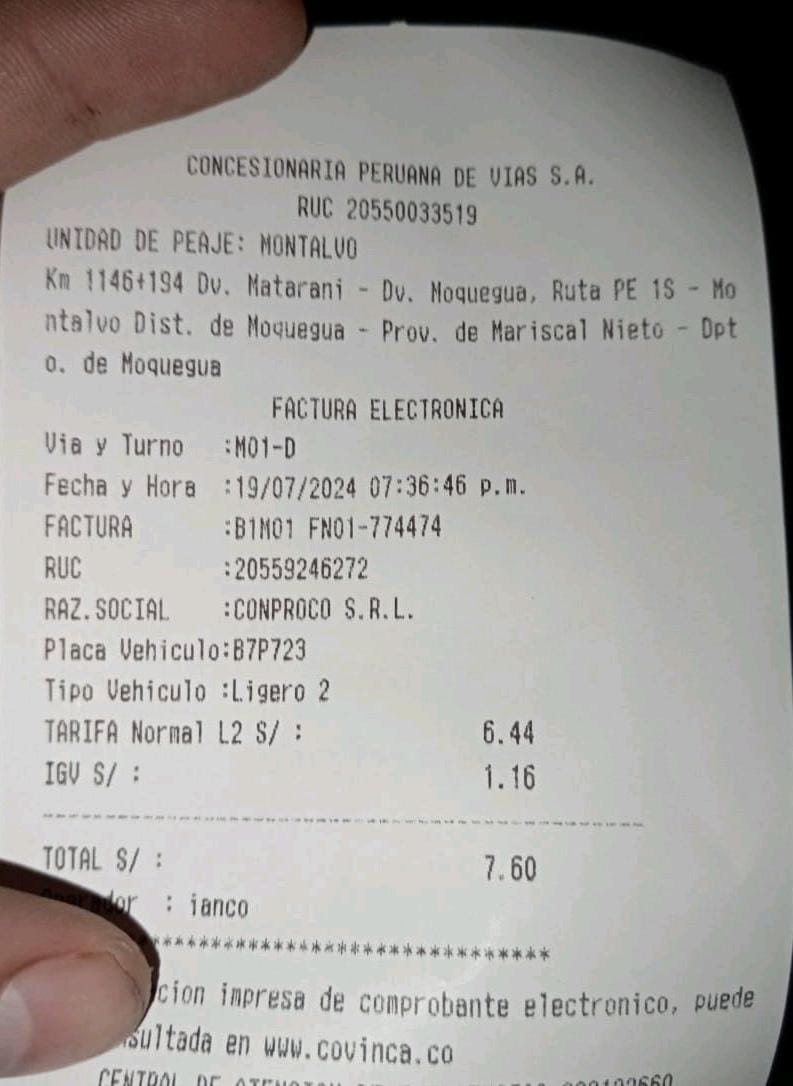 CONCESIONARIA PERUANA DE VIAS S.A.
RUC 20550033519
UNIDAD DE PEAJE: MONTALVO
Km 1146+194 Dv. Matarani - Dv. Moquegua, Ruta PE 1S - Mo
ntalvo Dist. de Moquegua - Prov. de Mariscal Nieto - Dpt
o. de Moquegua
FACTURA ELECTRONICA
Via y Turno :M01-D
Fecha y Hora :19/07/2024 07:36:46 p.m.
FACTURA :B1M01 FN01-774474
RUC :20559246272
RAZ.SOCIAL :CONPROCO S.R.L.
Placa Vehiculo:B7P723
Tipo Vehiculo :Ligero 2
TARIFA Normal L2 S/ : 6.44
IGV S/ : 1.16
TOTAL S/ : 7.60
Operador : ianco
******************************
cion impresa de comprobante electronico, puede
sultada en www.covinca.co
CENTRAL DE ATENCION